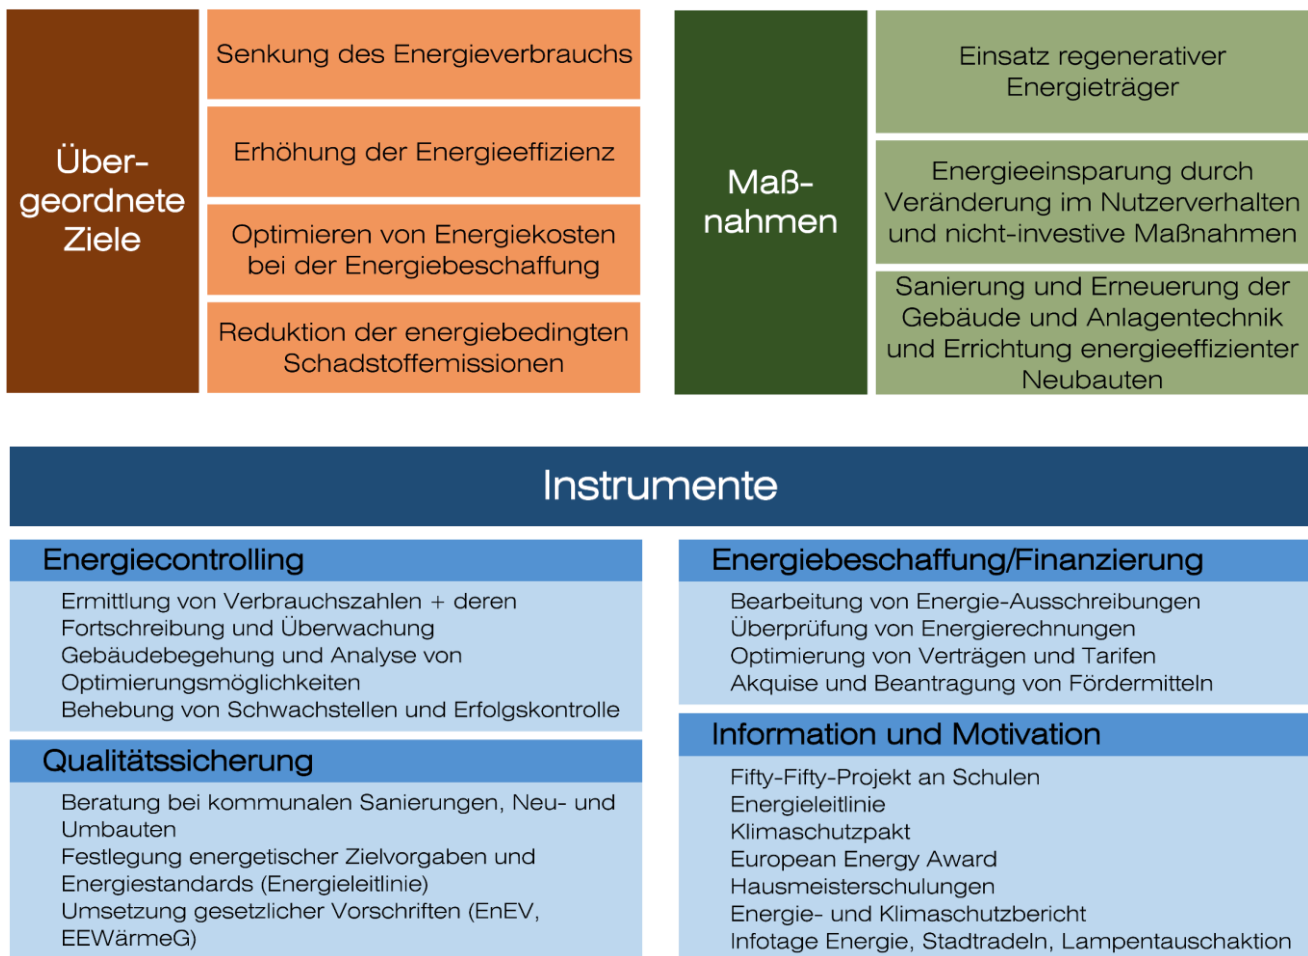 Über-
geordnete
Ziele
Senkung des Energieverbrauchs
Erhöhung der Energieeffizienz
Optimieren von Energiekosten
bei der Energiebeschaffung
Reduktion der energiebedingten
Schadstoffemissionen
Maß-
nahmen
Einsatz regenerativer
Energieträger
Energieeinsparung durch
Veränderung im Nutzerverhalten
und nicht-investive Maßnahmen
Sanierung und Erneuerung der
Gebäude und Anlagentechnik
und Errichtung energieeffizienter
Neubauten
Instrumente
Energiecontrolling
Ermittlung von Verbrauchszahlen + deren
Fortschreibung und Überwachung
Gebäudebegehung und Analyse von
Optimierungsmöglichkeiten
Behebung von Schwachstellen und Erfolgskontrolle
Qualitätssicherung
Beratung bei kommunalen Sanierungen, Neu- und
Umbauten
Festlegung energetischer Zielvorgaben und
Energiestandards (Energieleitlinie)
Umsetzung gesetzlicher Vorschriften (EnEV,
EEWärmeG)
Energiebeschaffung/Finanzierung
Bearbeitung von Energie-Ausschreibungen
Überprüfung von Energierechnungen
Optimierung von Verträgen und Tarifen
Akquise und Beantragung von Fördermitteln
Information und Motivation
Fifty-Fifty-Projekt an Schulen
Energieleitlinie
Klimaschutzpakt
European Energy Award
Hausmeisterschulungen
Energie- und Klimaschutzbericht
Infotage Energie, Stadtradeln, Lampentauschaktion